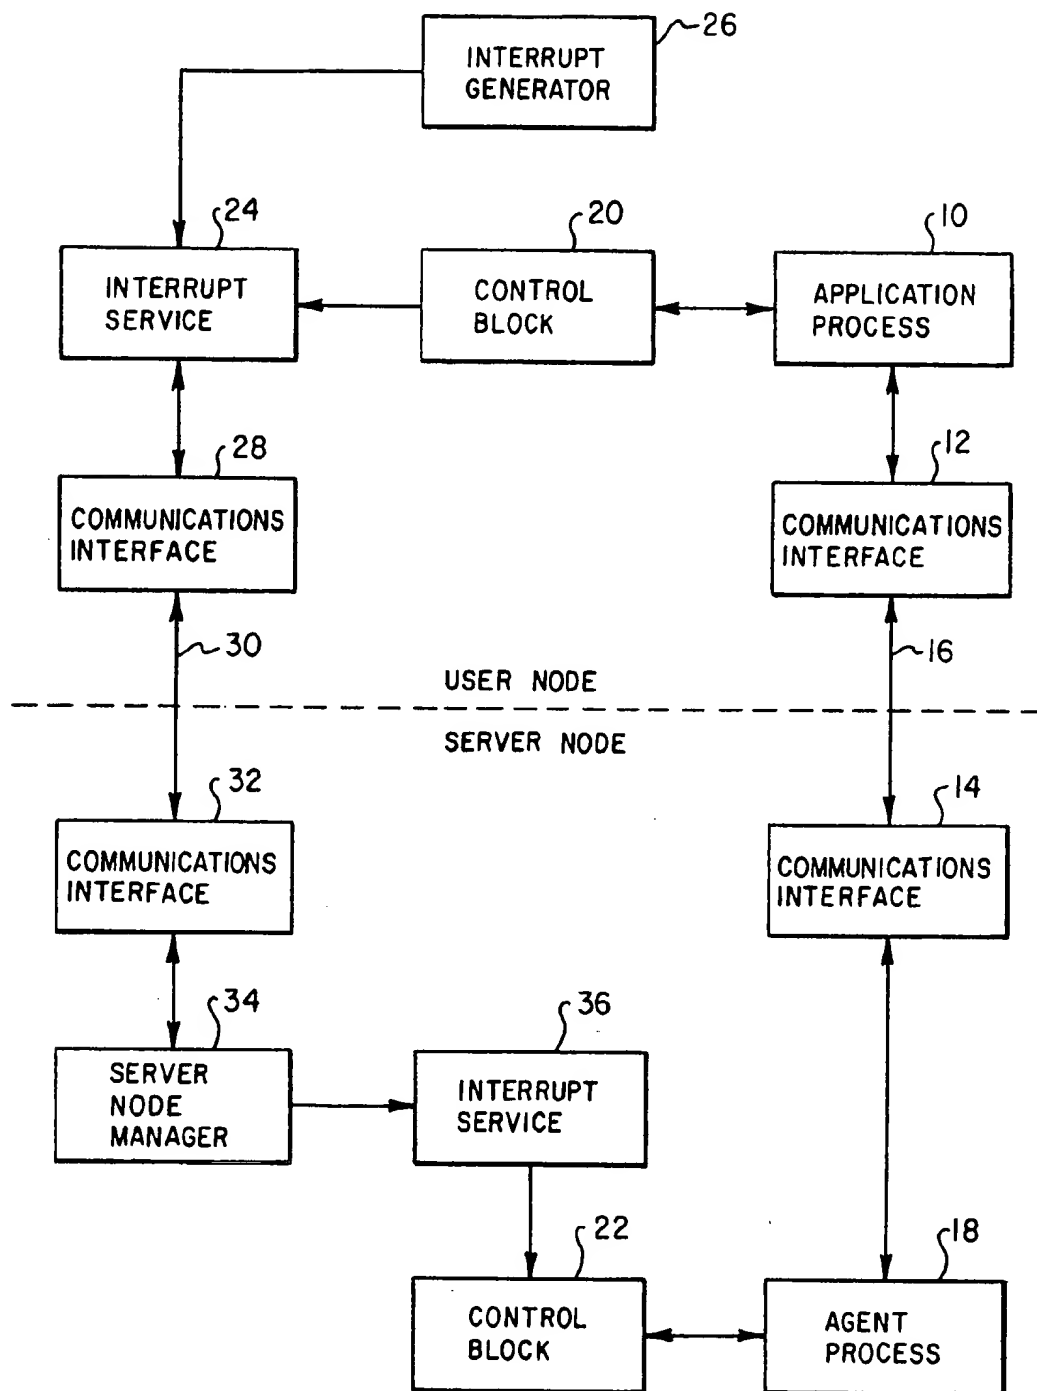 26
INTERRUPT
GENERATOR
24
INTERRUPT
SERVICE
20
CONTROL
BLOCK
10
APPLICATION
PROCESS
28
COMMUNICATIONS
INTERFACE
12
COMMUNICATIONS
INTERFACE
30
16
USER NODE
SERVER NODE
32
COMMUNICATIONS
INTERFACE
14
COMMUNICATIONS
INTERFACE
34
SERVER
NODE
MANAGER
36
INTERRUPT
SERVICE
22
CONTROL
BLOCK
18
AGENT
PROCESS